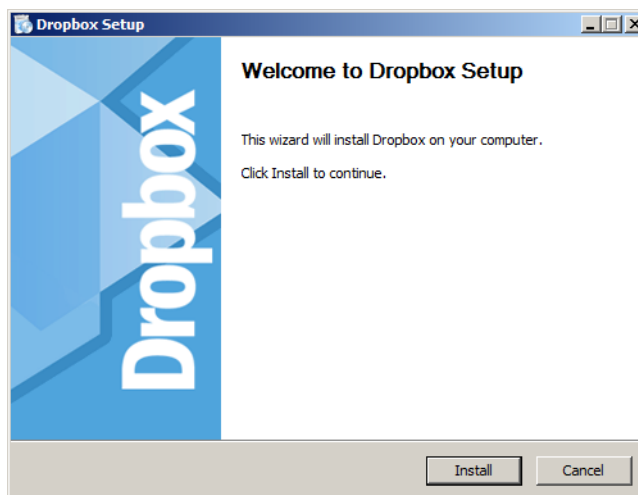 Dropbox Setup
Dropbox
Welcome to Dropbox Setup
This wizard will install Dropbox on your computer.
Click Install to continue.
Install
Cancel